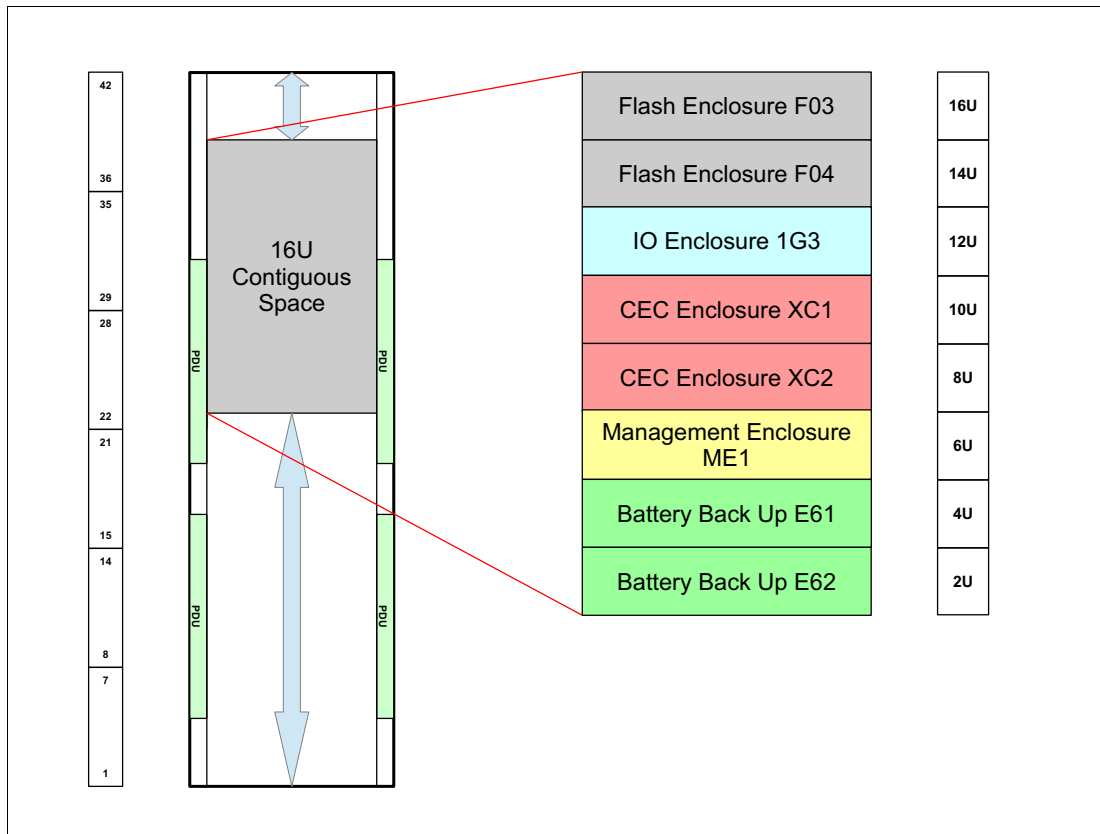 42
36
35
29
28
22
21
15
14
8
7
1
16U
Contiguous
Space
PDU
PDU
PDU
PDU
Flash Enclosure F03
16U
Flash Enclosure F04
14U
IO Enclosure 1G3
12U
CEC Enclosure XC1
10U
CEC Enclosure XC2
8U
Management Enclosure
ME1
6U
Battery Back Up E61
4U
Battery Back Up E62
2U